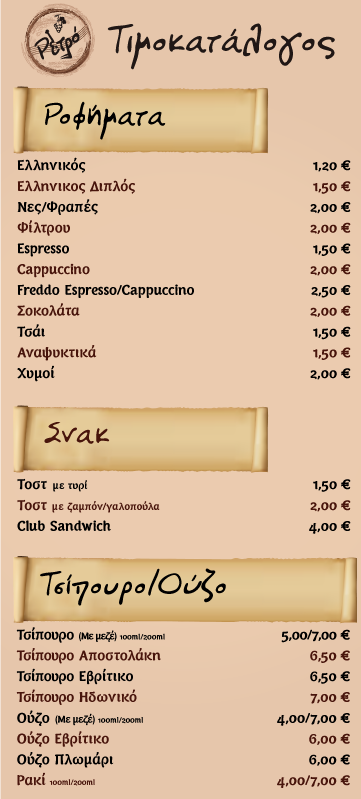 Ρετρό
Τιμοκατάλογος
Ροφήματα
Ελληνικός 1,20 €
Ελληνικος Διπλός 1,50 €
Νες/Φραπές 2,00 €
Φίλτρου 2,00 €
Espresso 1,50 €
Cappuccino 2,00 €
Freddo Espresso/Cappuccino 2,50 €
Σοκολάτα 2,00 €
Τσάι 1,50 €
Αναψυκτικά 1,50 €
Χυμοί 2,00 €
Σνακ
Τοστ με τυρί 1,50 €
Τοστ με ζαμπόν/γαλοπούλα 2,00 €
Club Sandwich 4,00 €
Τσίπουρο/Ούζο
Τσίπουρο (Με μεζέ) 100ml/200ml 5,00/7,00 €
Τσίπουρο Αποστολάκη 6,50 €
Τσίπουρο Εβρίτικο 6,50 €
Τσίπουρο Ηδωνικό 7,00 €
Ούζο (Με μεζέ) 100ml/200ml 4,00/7,00 €
Ούζο Εβρίτικο 6,00 €
Ούζο Πλωμάρι 6,00 €
Ρακί 100ml/200ml 4,00/7,00 €